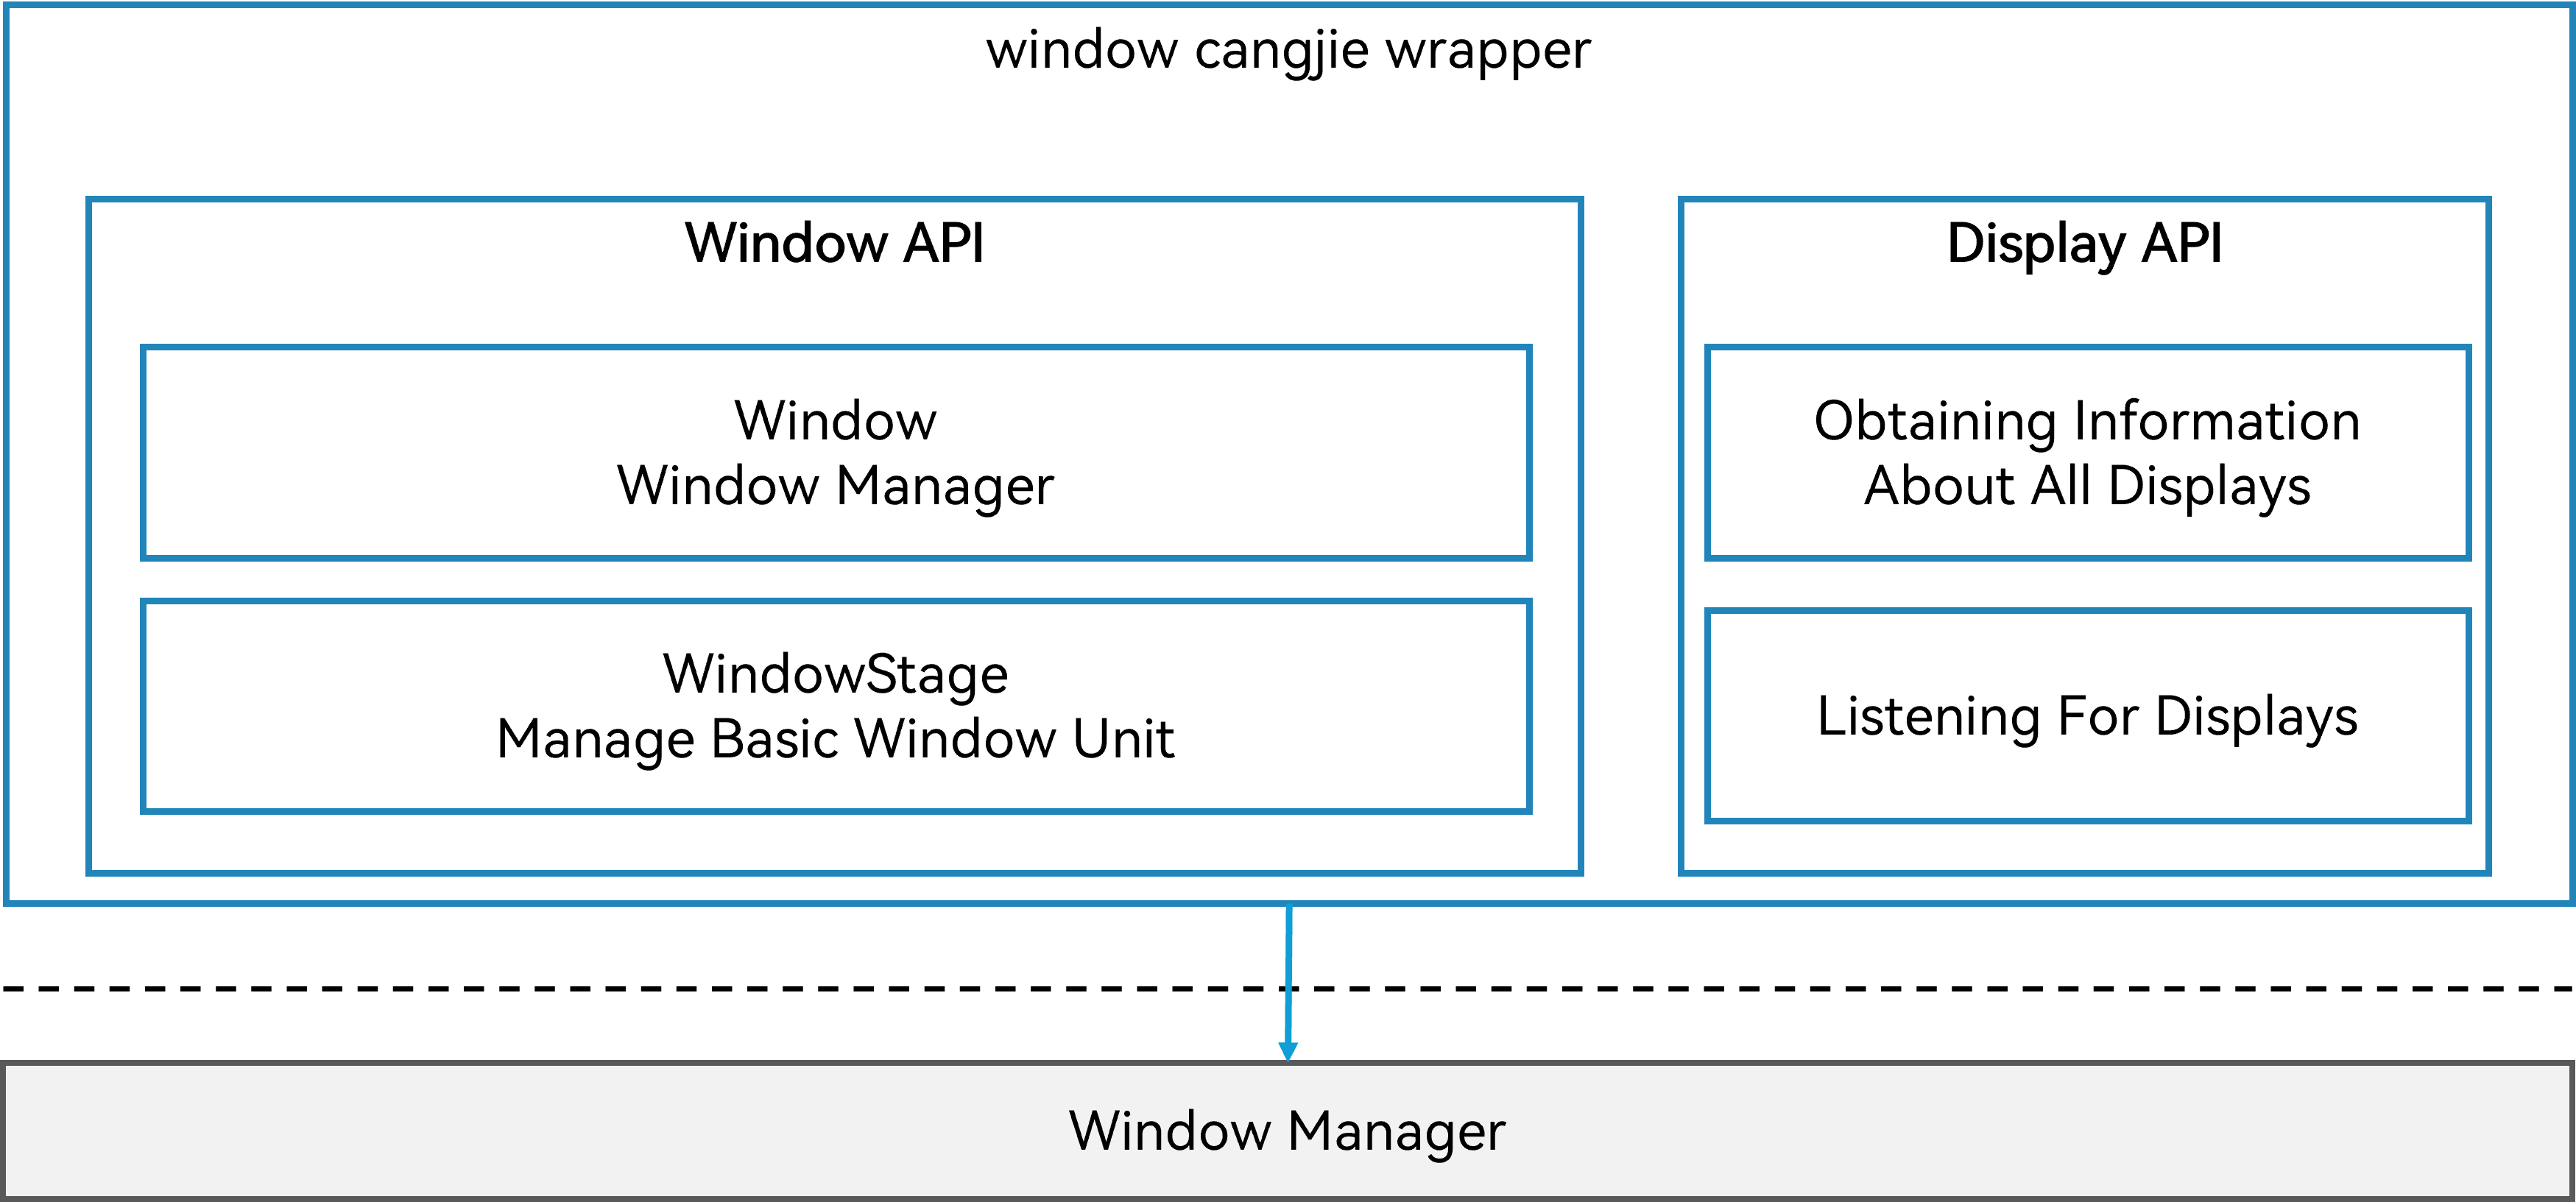 window cangjie wrapper
Window API
Window
Window Manager
WindowStage
Manage Basic Window Unit
Display API
Obtaining Information
About All Displays
Listening For Displays
Window Manager